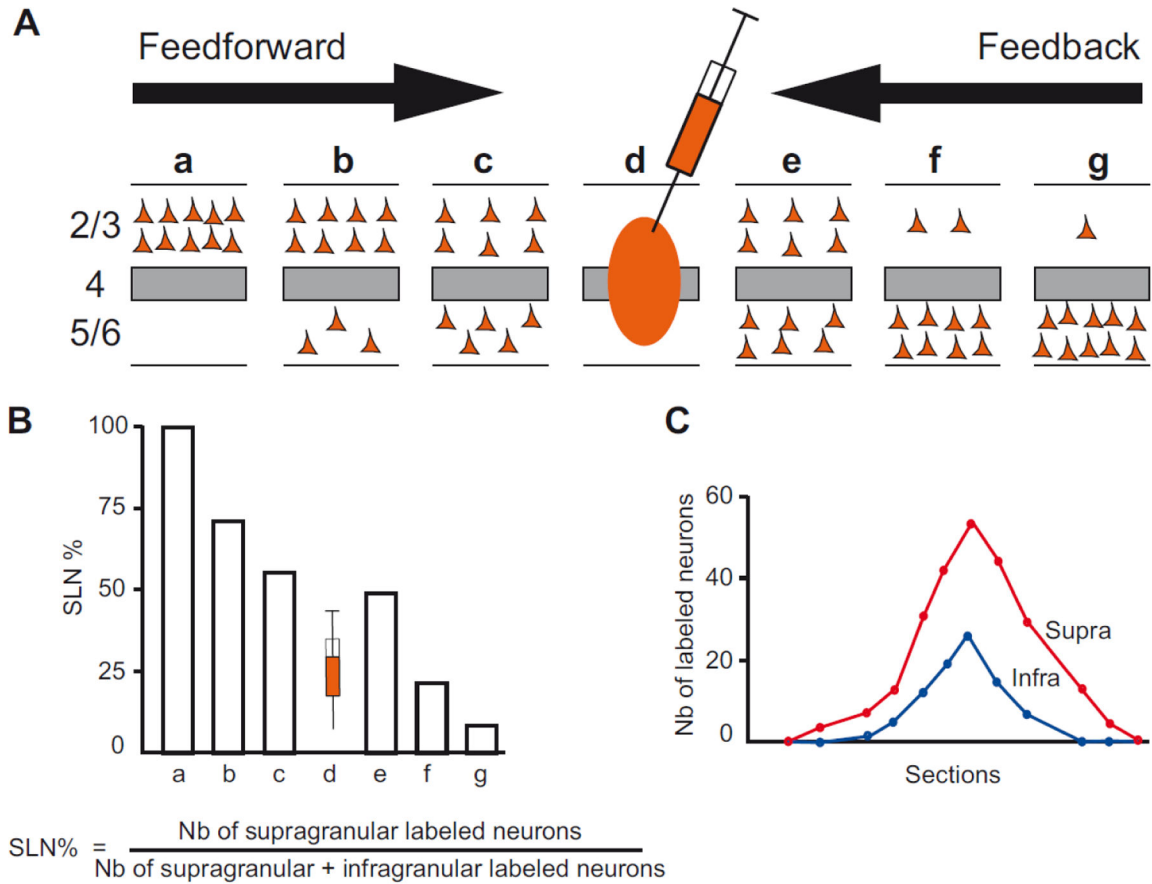 A
Feedforward
Feedback
a b c d e f g
2/3
4
5/6
B
100
75
50
25
0
SLN %
a b c d e f g
SLN% =
Nb of supragranular labeled neurons
Nb of supragranular + infragranular labeled neurons
C
60
40
20
0
Nb of labeled neurons
Supra
Infra
Sections